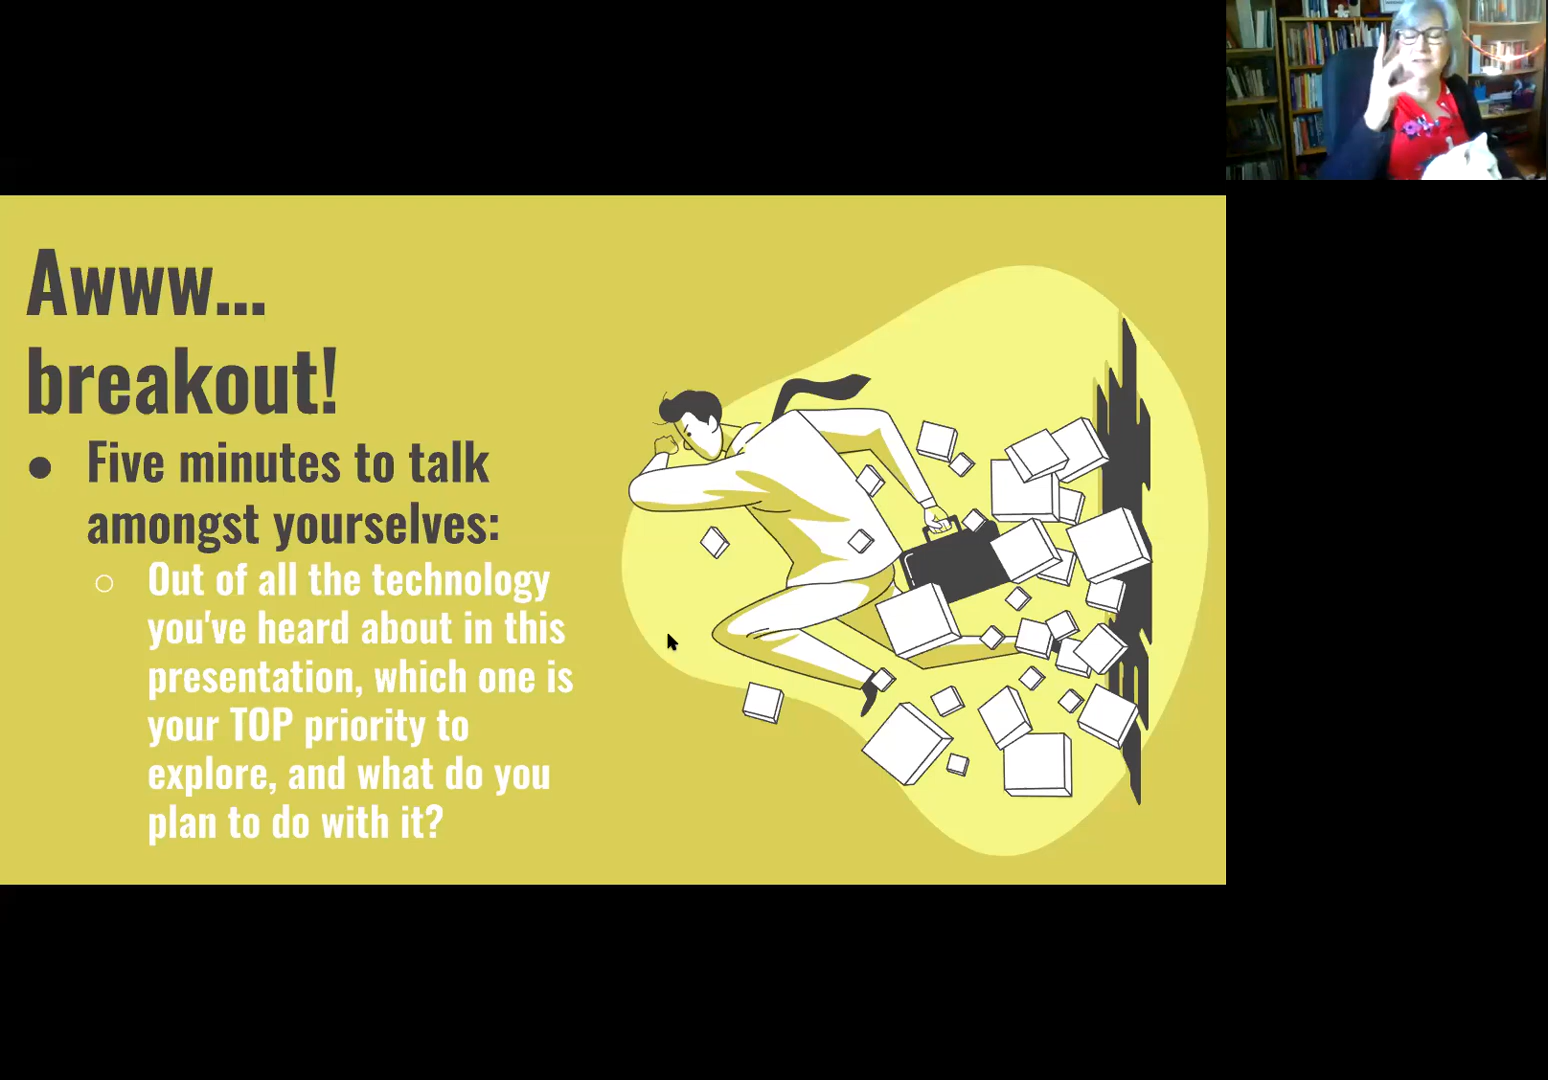 Awww...
breakout!
● Five minutes to talk
amongst yourselves:
○ Out of all the technology
you've heard about in this
presentation, which one is
your TOP priority to
explore, and what do you
plan to do with it?